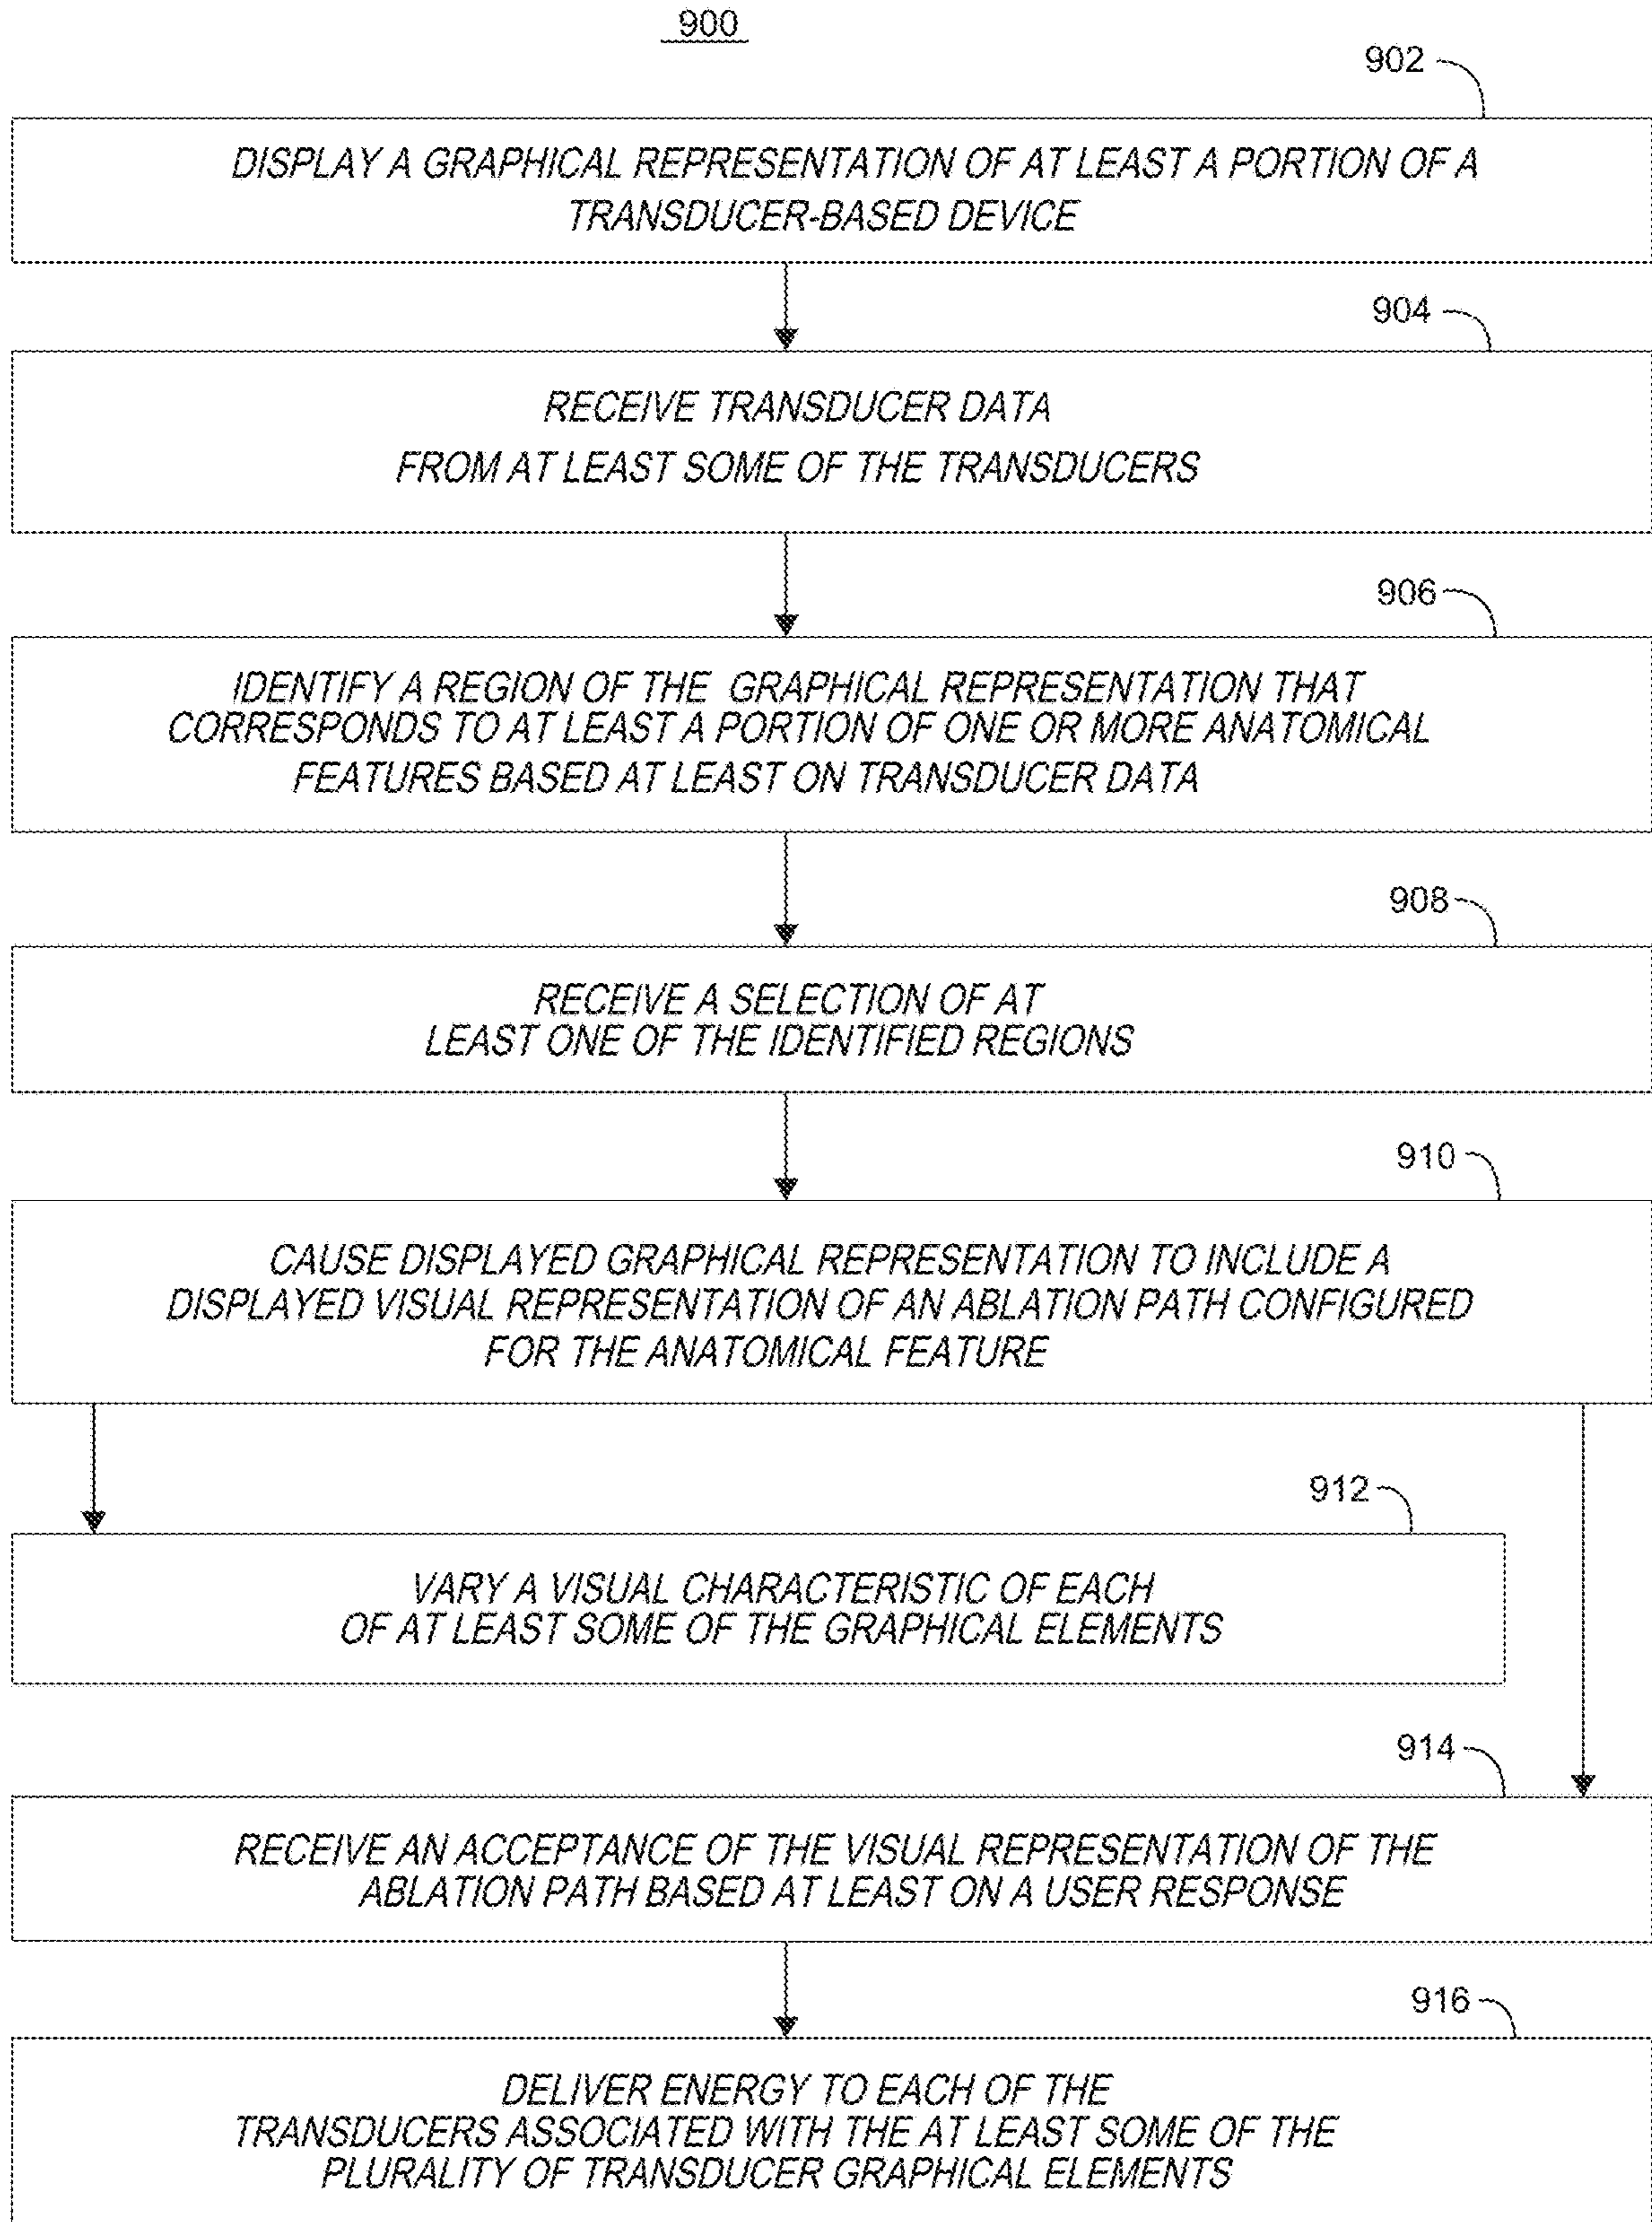 900
902
DISPLAY A GRAPHICAL REPRESENTATION OF AT LEAST A PORTION OF A
TRANSDUCER-BASED DEVICE
904
RECEIVE TRANSDUCER DATA
FROM AT LEAST SOME OF THE TRANSDUCERS
906
IDENTIFY A REGION OF THE GRAPHICAL REPRESENTATION THAT
CORRESPONDS TO AT LEAST A PORTION OF ONE OR MORE ANATOMICAL
FEATURES BASED AT LEAST ON TRANSDUCER DATA
908
RECEIVE A SELECTION OF AT
LEAST ONE OF THE IDENTIFIED REGIONS
910
CAUSE DISPLAYED GRAPHICAL REPRESENTATION TO INCLUDE A
DISPLAYED VISUAL REPRESENTATION OF AN ABLATION PATH CONFIGURED
FOR THE ANATOMICAL FEATURE
912
VARY A VISUAL CHARACTERISTIC OF EACH
OF AT LEAST SOME OF THE GRAPHICAL ELEMENTS
914
RECEIVE AN ACCEPTANCE OF THE VISUAL REPRESENTATION OF THE
ABLATION PATH BASED AT LEAST ON A USER RESPONSE
916
DELIVER ENERGY TO EACH OF THE
TRANSDUCERS ASSOCIATED WITH THE AT LEAST SOME OF THE
PLURALITY OF TRANSDUCER GRAPHICAL ELEMENTS